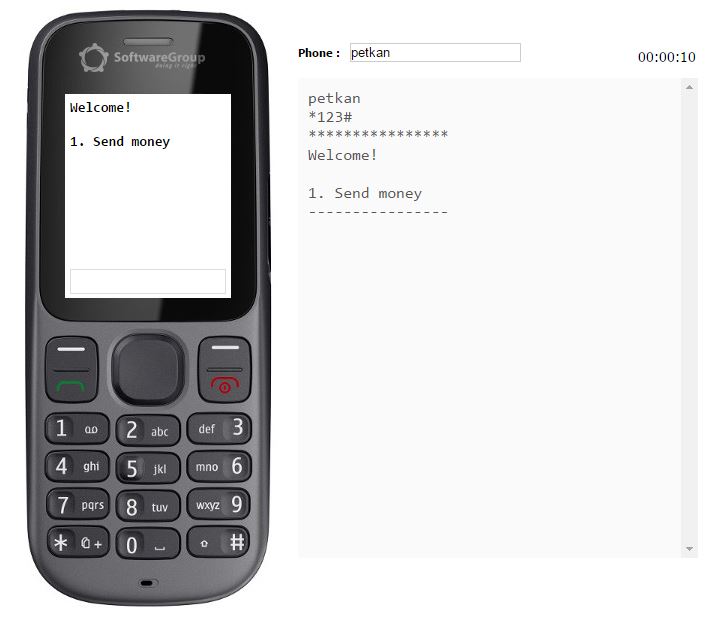 SoftwareGroup
doing it right
Welcome!
1. Send money
1
2 abc
def 3
4 ghi
5 jkl
mno 6
7 pqrs
8 tuv
wxyz 9
* +
0
#
Phone :
petkan
00:00:10
petkan
*123#
****************
Welcome!
1. Send money
----------------